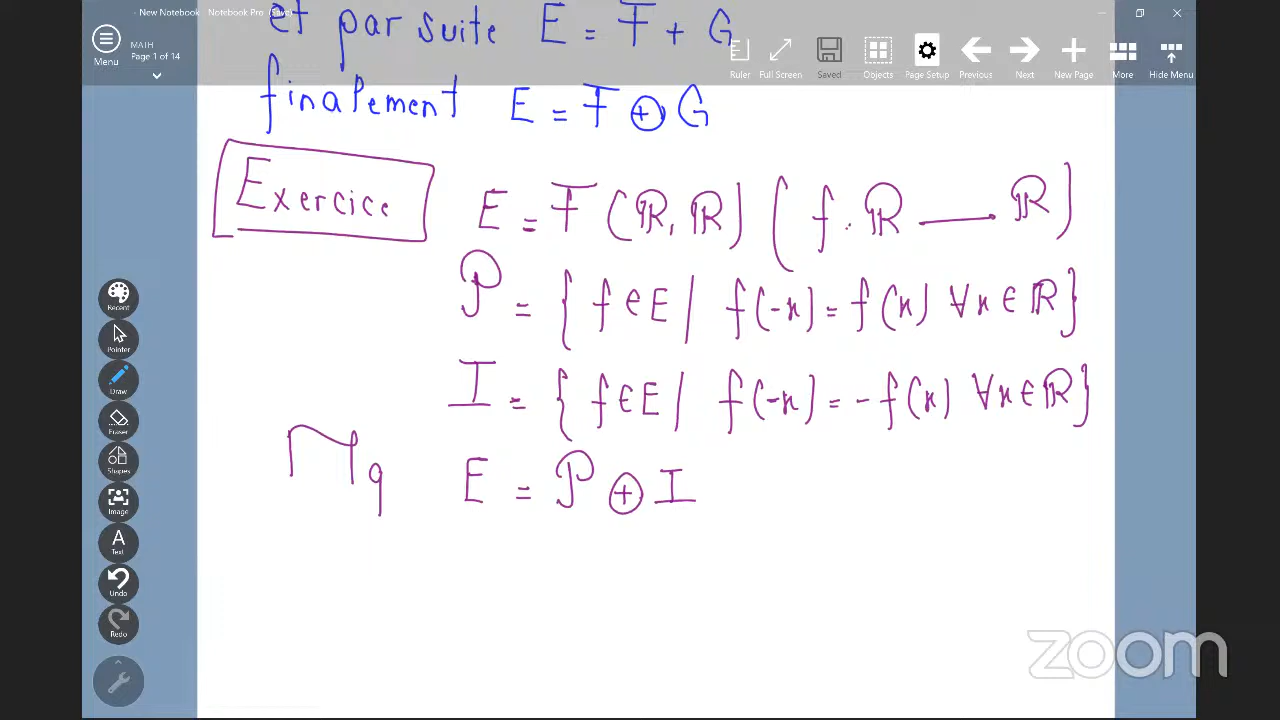 - New Notebook - Notebook Pro (Save)
Menu
MATH
Page 1 of 14
Ruler Full Screen Saved Objects Page Setup Previous Next New Page More Hide Menu
et par suite E = F + G
finalement E = F ⊕ G
Exercice E = F (ℝ, ℝ) ( f . ℝ —— ℝ )
P = { f ∈ E | f(-x) = f(x) ∀x ∈ ℝ }
I = { f ∈ E | f(-x) = - f(x) ∀x ∈ ℝ }
Mq E = P ⊕ I
Recent
Pointer
Draw
Eraser
Shapes
Image
A
Text
Undo
Redo
zoom